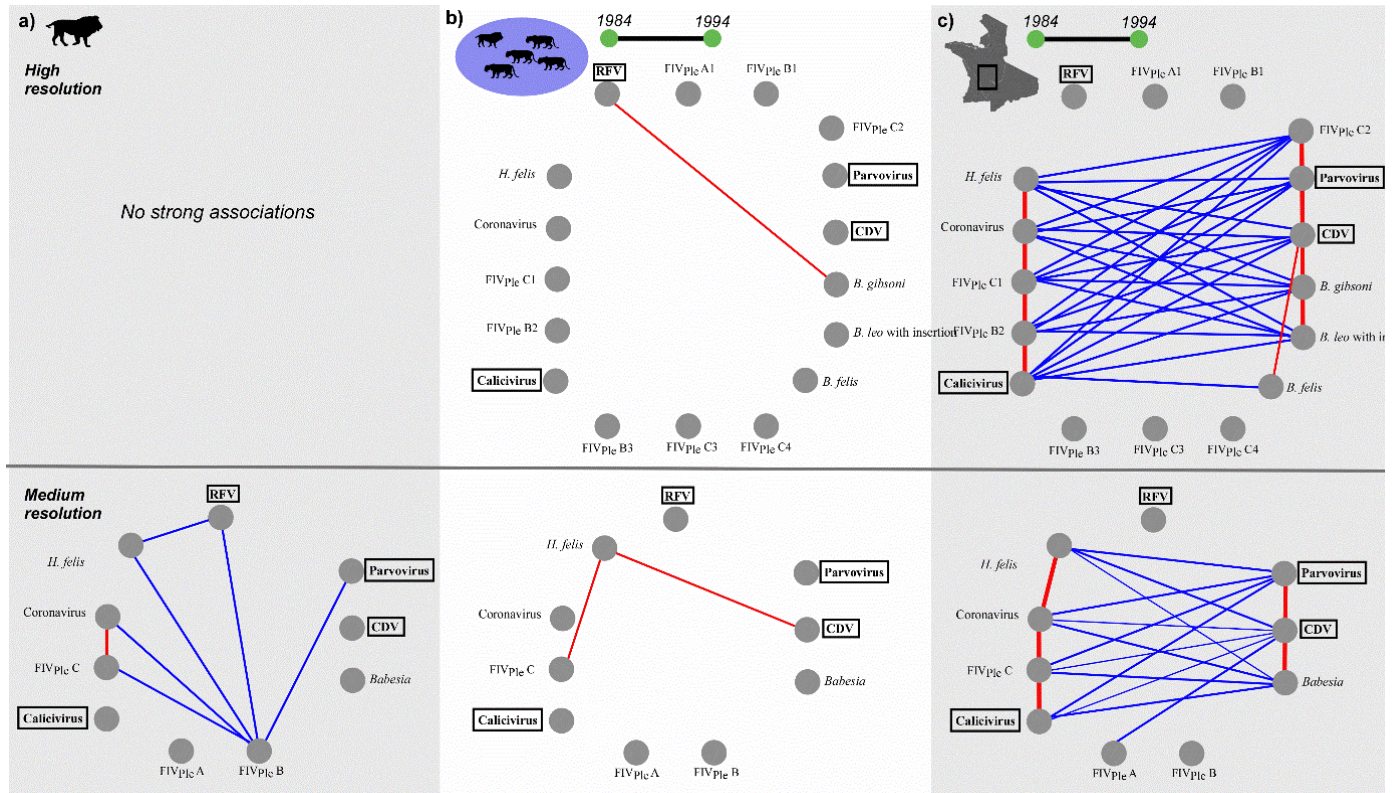 a)
High
resolution
No strong associations
b)
1984
1994
RFV
FIVPle A1
FIVPle B1
FIVPle C2
H. felis
Parvovirus
Coronavirus
CDV
FIVPle C1
B. gibsoni
FIVPle B2
B. leo with insertion
Calicivirus
B. felis
FIVPle B3
FIVPle C3
FIVPle C4
c)
1984
1994
RFV
FIVPle A1
FIVPle B1
FIVPle C2
H. felis
Parvovirus
Coronavirus
CDV
FIVPle C1
B. gibsoni
FIVPle B2
B. leo with in
Calicivirus
B. felis
FIVPle B3
FIVPle C3
FIVPle C4
Medium
resolution
RFV
H. felis
Parvovirus
Coronavirus
CDV
FIVPle C
Babesia
Calicivirus
FIVPle A
FIVPle B
RFV
H. felis
Parvovirus
Coronavirus
CDV
FIVPle C
Babesia
Calicivirus
FIVPle A
FIVPle B
RFV
H. felis
Parvovirus
Coronavirus
CDV
FIVPle C
Babesia
Calicivirus
FIVPle A
FIVPle B